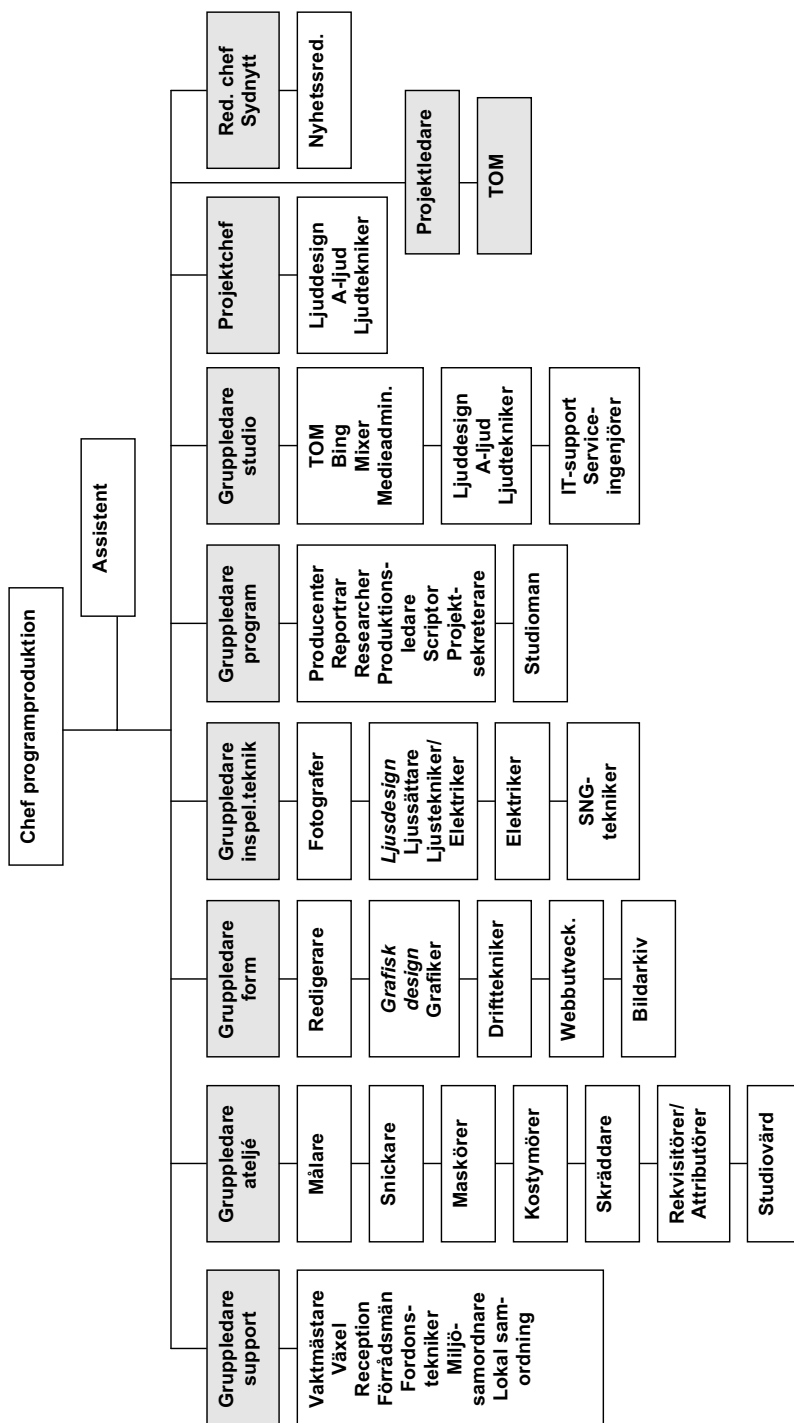 Chef programproduktion
Assistent
Gruppledare
support
Vaktmästare
Växel
Reception
Förrådsmän
Fordons-
tekniker
Miljö-
samordnare
Lokal sam-
ordning
Gruppledare
ateljé
Målare
Snickare
Maskörer
Kostymörer
Skräddare
Rekvisitörer/
Attributörer
Studiovärd
Gruppledare
form
Redigerare
Grafisk
design
Grafiker
Drifttekniker
Webbutveck.
Bildarkiv
Gruppledare
inspel.teknik
Fotografer
Ljusdesign
Ljussättare
Ljustekniker/
Elektriker
Elektriker
SNG-
tekniker
Gruppledare
program
Producenter
Reportrar
Researcher
Produktions-
ledare
Scriptor
Projekt-
sekreterare
Studioman
Gruppledare
studio
TOM
Bing
Mixer
Medieadmin.
Ljuddesign
A-ljud
Ljudtekniker
IT-support
Service-
ingenjörer
Projektchef
Ljuddesign
A-ljud
Ljudtekniker
Projektledare
TOM
Red. chef
Sydnytt
Nyhetssred.